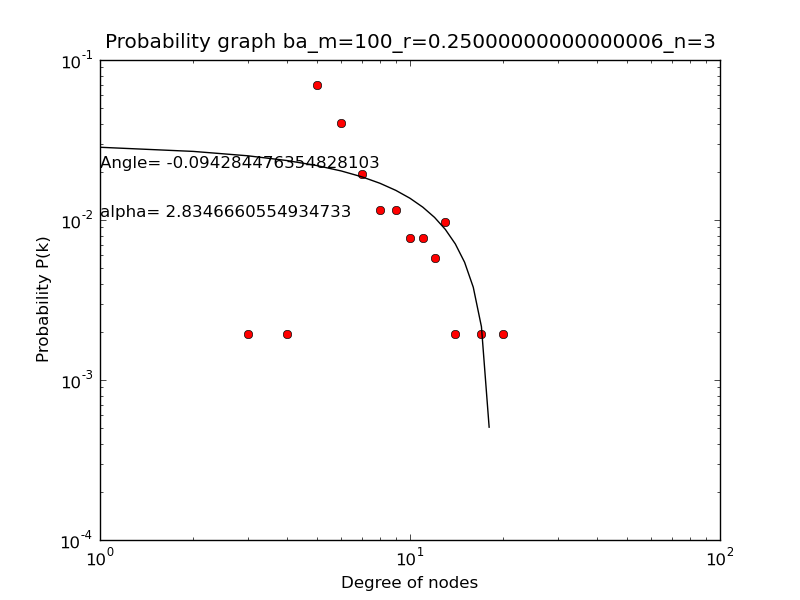 Probability graph ba_m=100_r=0.25000000000000006_n=3
10^-1
Angle= -0.094284476354828103
10^-2
alpha= 2.8346660554934733
Probability P(k)
10^-3
10^-4
10^0 10^1 10^2
Degree of nodes